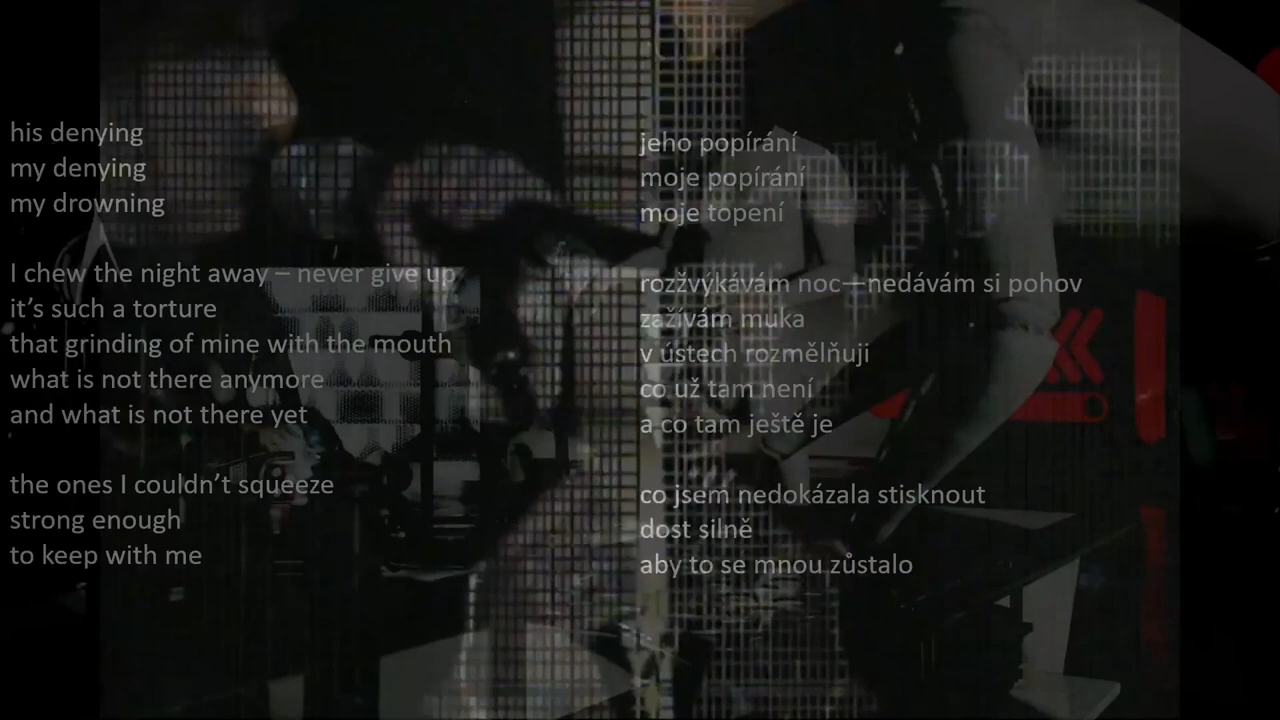 his denying
my denying
my drowning
I chew the night away – never give up
it’s such a torture
that grinding of mine with the mouth
what is not there anymore
and what is not there yet
the ones I couldn’t squeeze
strong enough
to keep with me
jeho popírání
moje popírání
moje topení
rozžvýkávám noc—nedávám si pohov
zažívám muka
v ústech rozmělňuji
co už tam není
a co tam ještě je
co jsem nedokázala stisknout
dost silně
aby to se mnou zůstalo